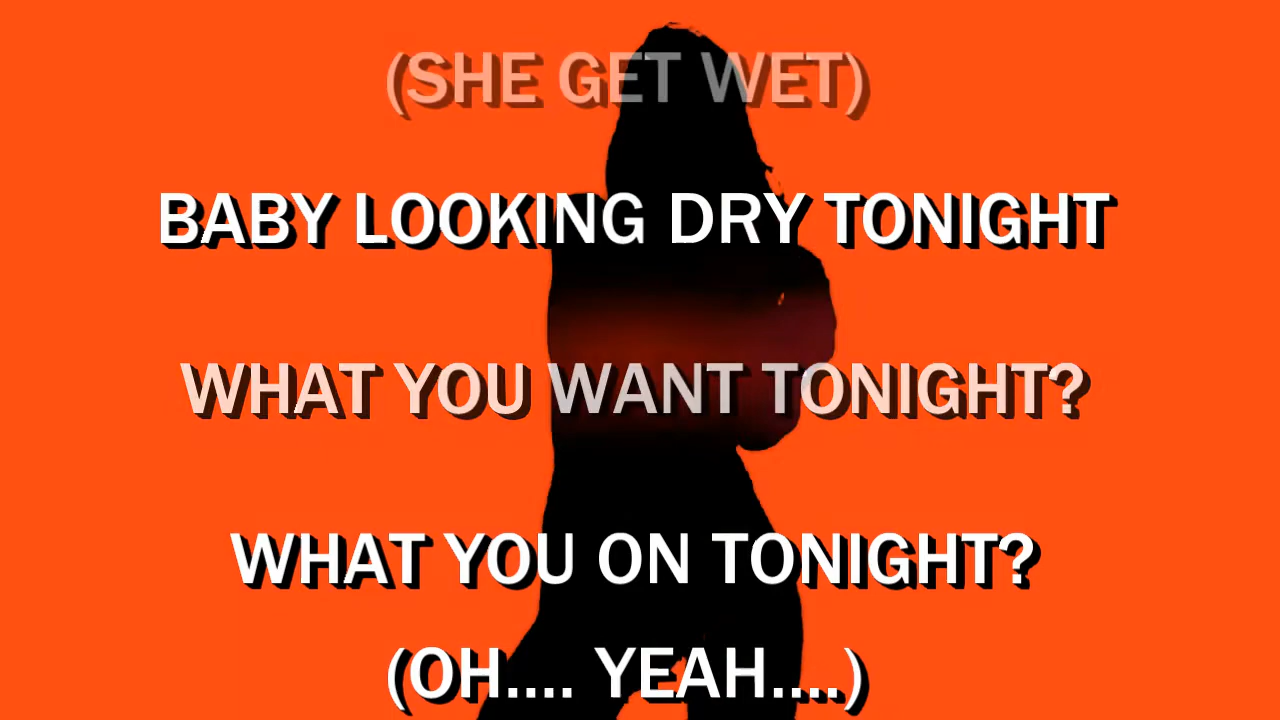 (SHE GET WET)
BABY LOOKING DRY TONIGHT
WHAT YOU WANT TONIGHT?
WHAT YOU ON TONIGHT?
(OH.... YEAH....)